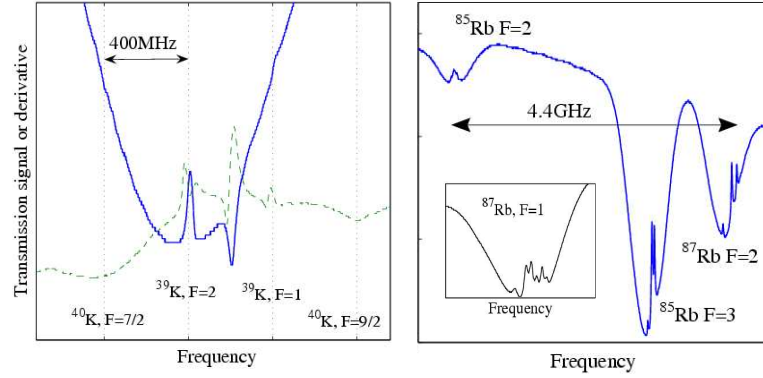 Transmission signal or derivative
400MHz
⁴⁰K, F=7/2
³⁹K, F=2
³⁹K, F=1
⁴⁰K, F=9/2
Frequency
⁸⁵Rb F=2
4.4GHz
⁸⁷Rb, F=1
Frequency
⁸⁷Rb F=2
⁸⁵Rb F=3
Frequency